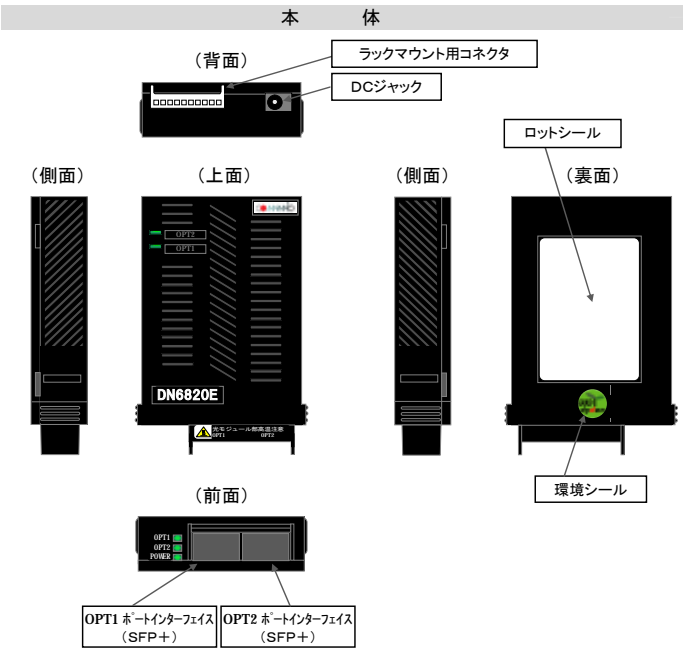 本　　　体
（背面）
ラックマウント用コネクタ
DCジャック
ロットシール
（側面）
（上面）
（側面）
（裏面）
OPT2
OPT1
DN6820E
光モジュール部高温注意
OPT1 OPT2
環境シール
（前面）
OPT1
OPT2
POWER
OPT1 ポートインターフェイス
（SFP＋）
OPT2 ポートインターフェイス
（SFP＋）